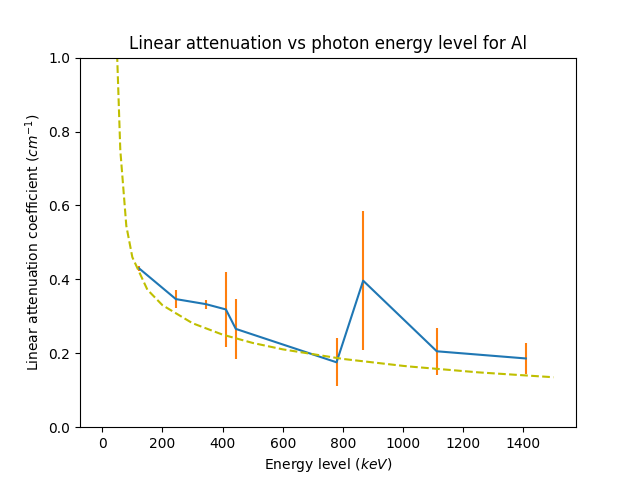 Linear attenuation vs photon energy level for Al
Linear attenuation coefficient (cm⁻¹)
1.0
0.8
0.6
0.4
0.2
0.0
0 200 400 600 800 1000 1200 1400
Energy level (keV)